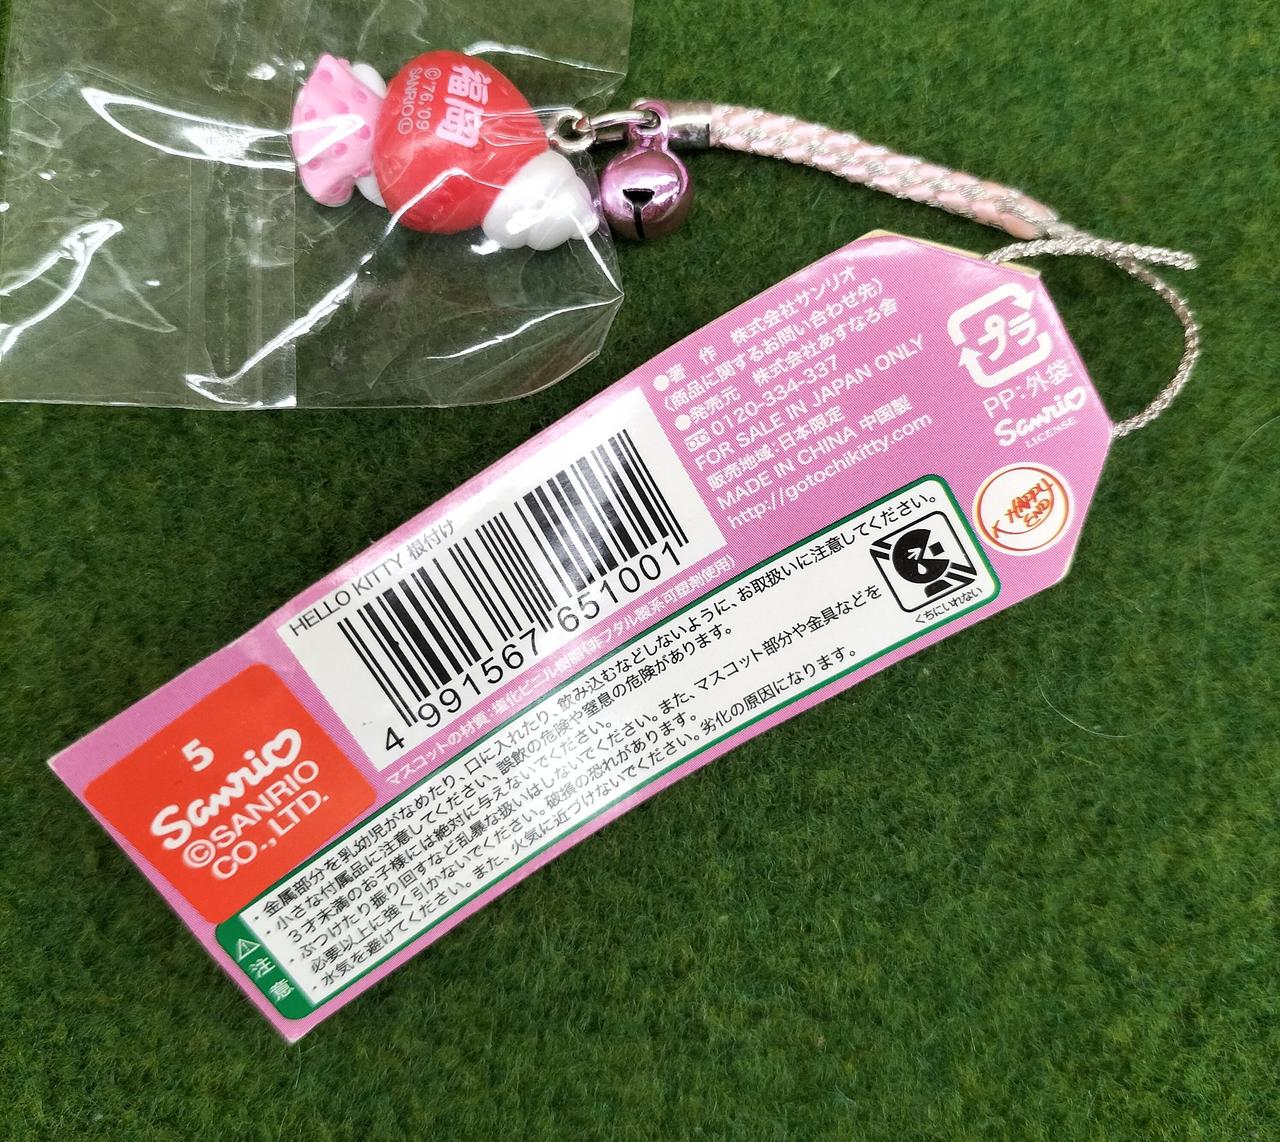 福岡
©'76,'09
SANRIO Ⓛ
●著 作 株式会社サンリオ
(商品に関するお問い合わせ先)
●発売元 株式会社あすなろ舎
0120-334-337
FOR SALE IN JAPAN ONLY
販売地域:日本限定
MADE IN CHINA 中国製
http://gotochikitty.com
プラ
PP:外袋
Sanrio
LICENSE
K HAPPY
END
HELLO KITTY 根付け
4 991567 651001
マスコットの材質:塩化ビニル樹脂(非フタル酸系可塑剤使用)
5
Sanrio
©SANRIO
CO.,LTD.
⚠注意
・金属部分を乳幼児がなめたり、口に入れたり、飲み込むなどしないように、お取扱いに注意してください。
・小さな付属品に注意してください。誤飲の危険や窒息の危険があります。
3才未満のお子様には絶対に与えないでください。
・ぶつけたり振り回すなど乱暴な扱いはしないでください。また、マスコット部分や金具などを
必要以上に強く引かないでください。破損の恐れがあります。
・水気を避けてください。また、火気に近づけないでください。劣化の原因になります。
くちにいれない